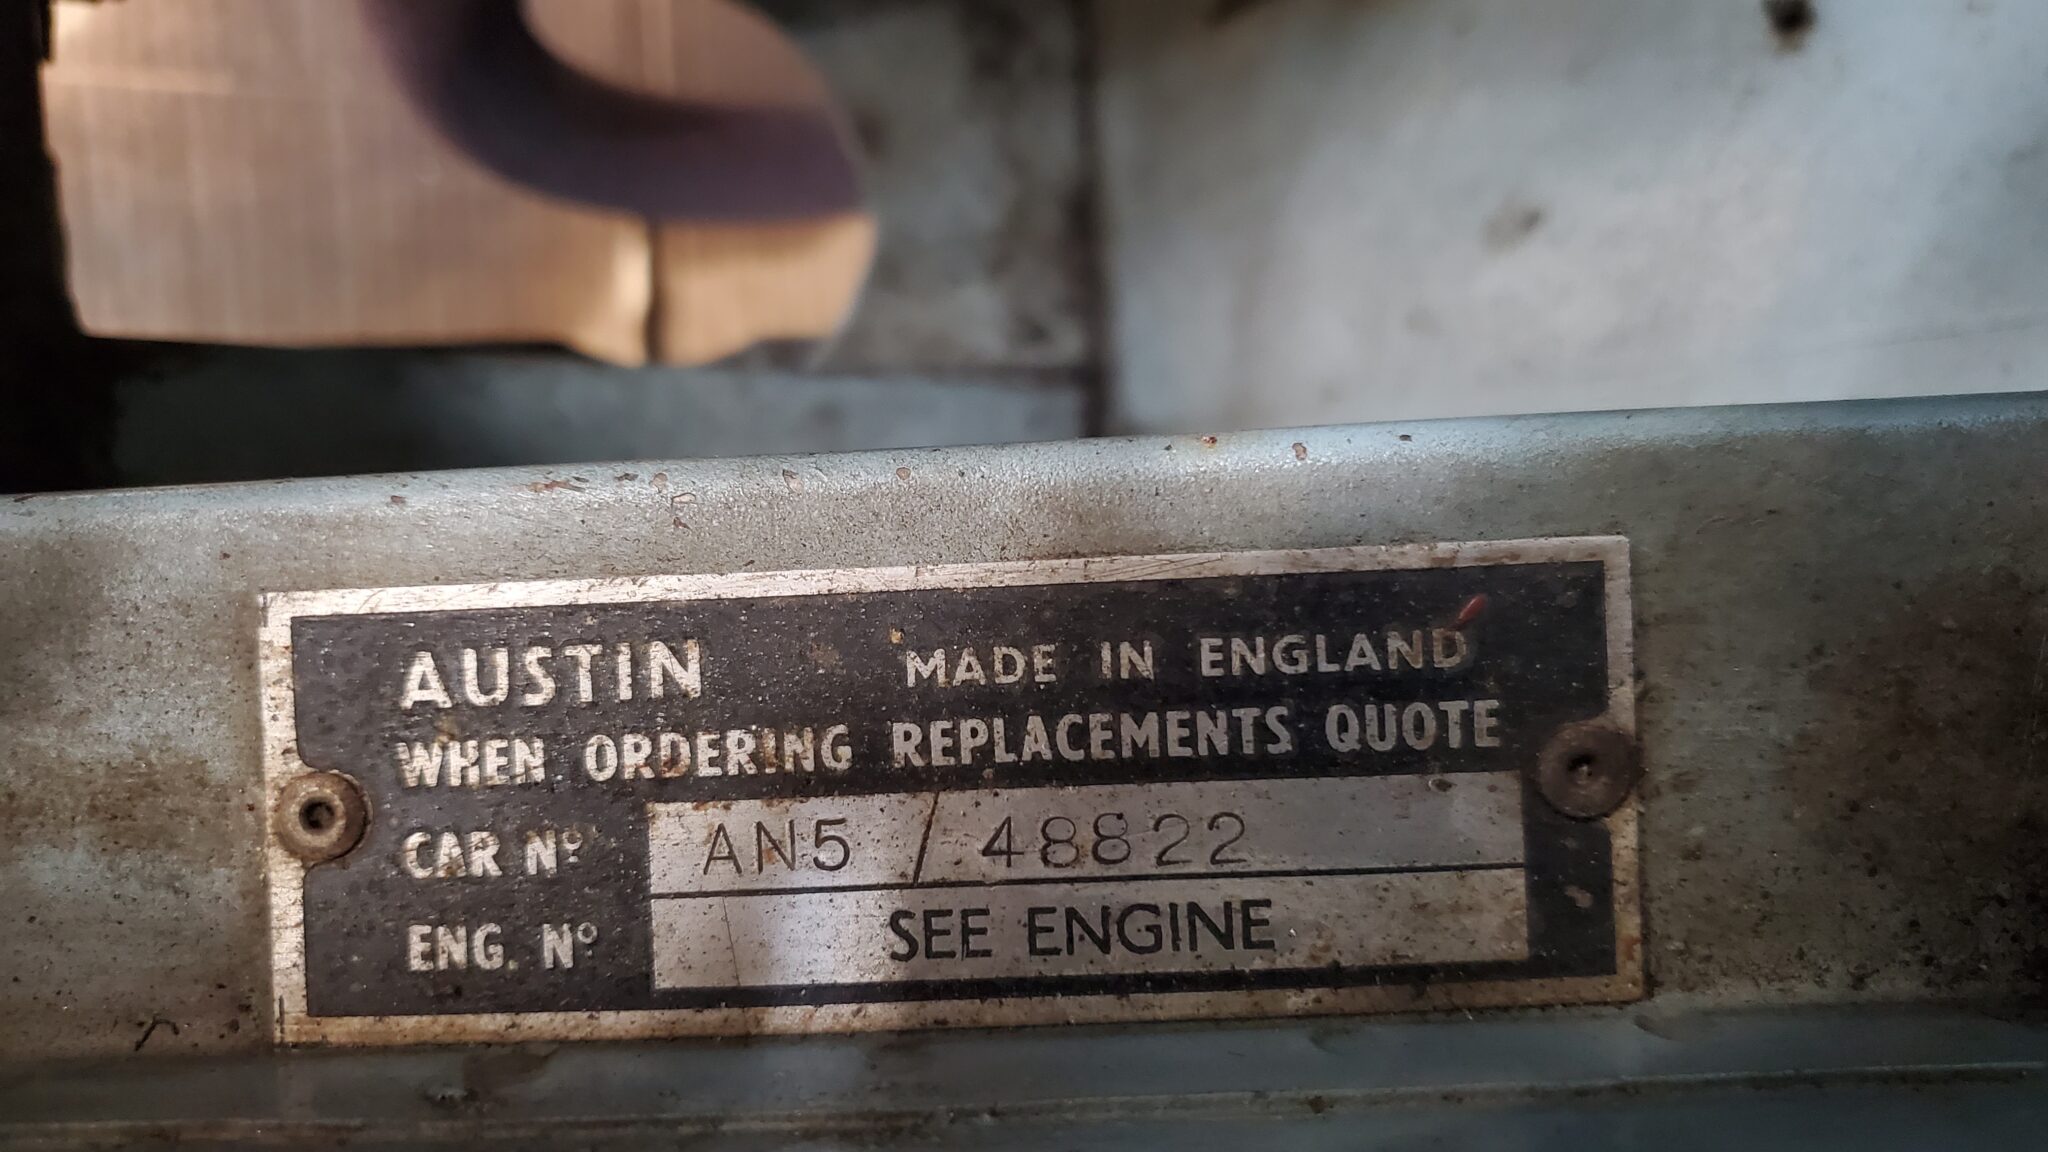 AUSTIN MADE IN ENGLAND
WHEN ORDERING REPLACEMENTS QUOTE
CAR Nº AN5 / 48822
ENG. Nº SEE ENGINE